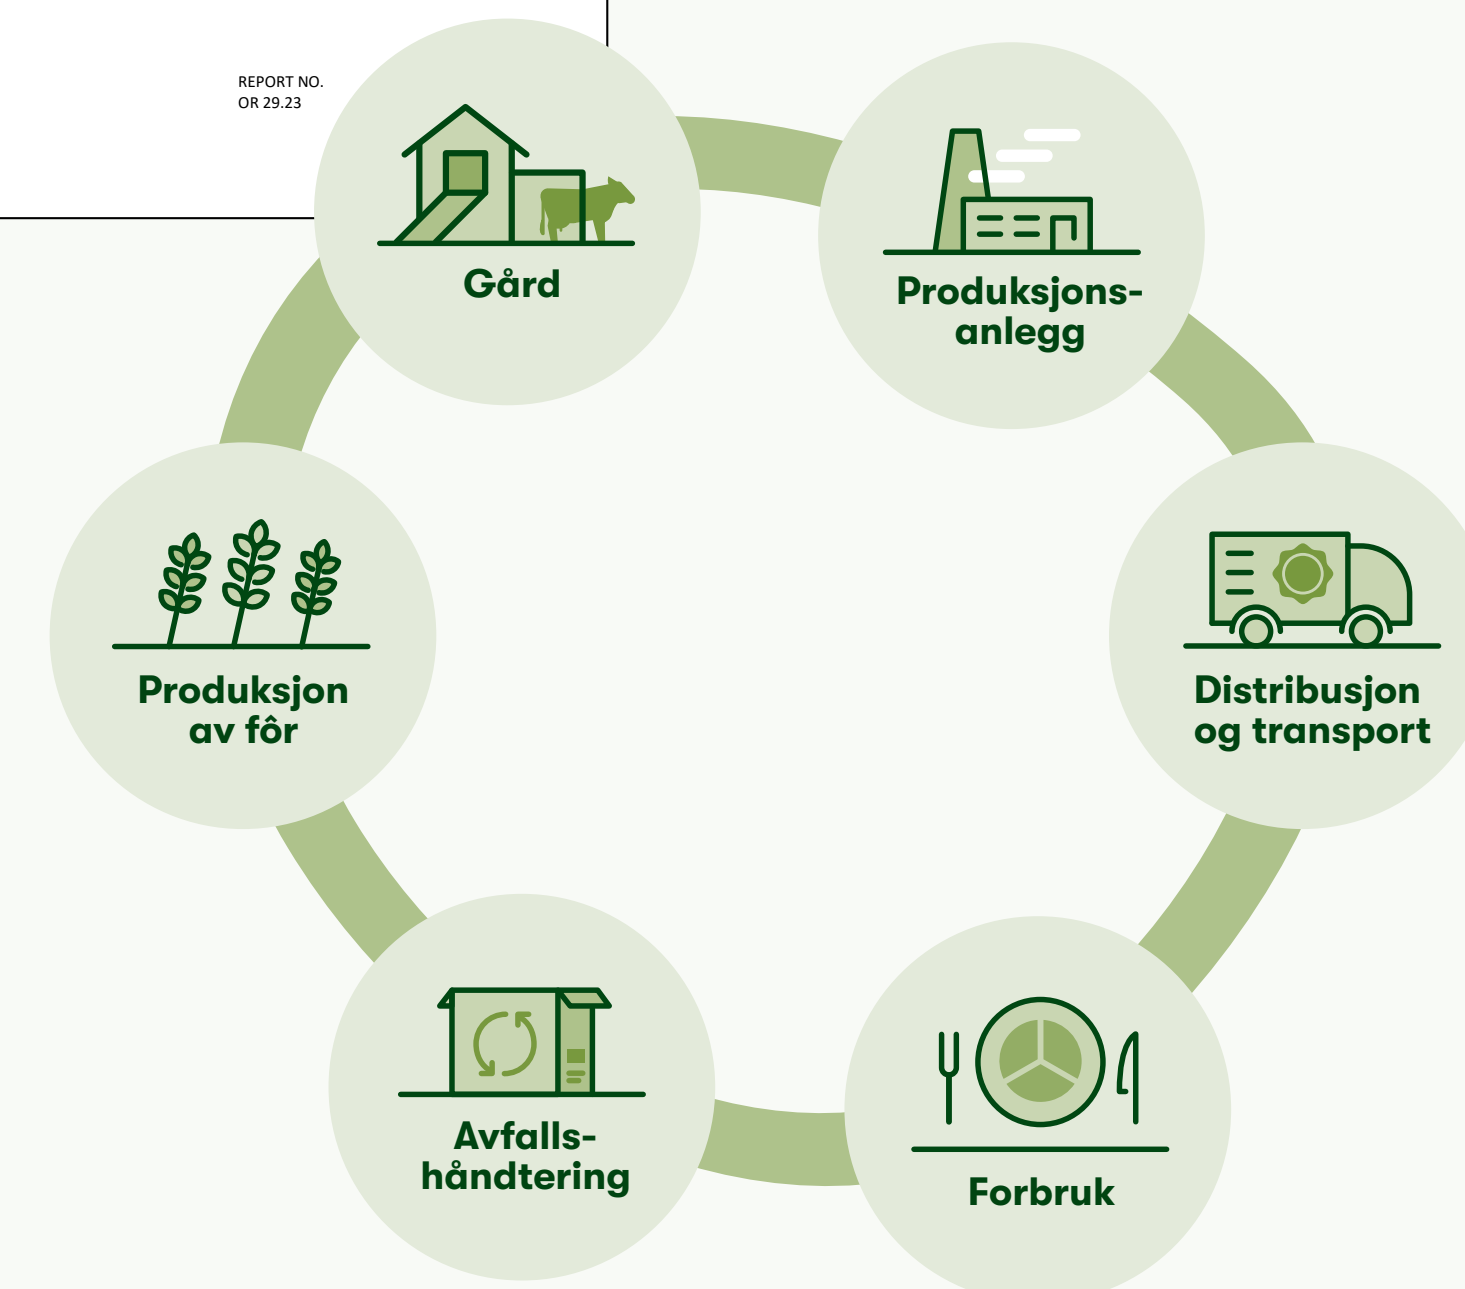 REPORT NO.
OR 29.23
Gård
Produksjons-
anlegg
Distribusjon
og transport
Forbruk
Avfalls-
håndtering
Produksjon
av fôr